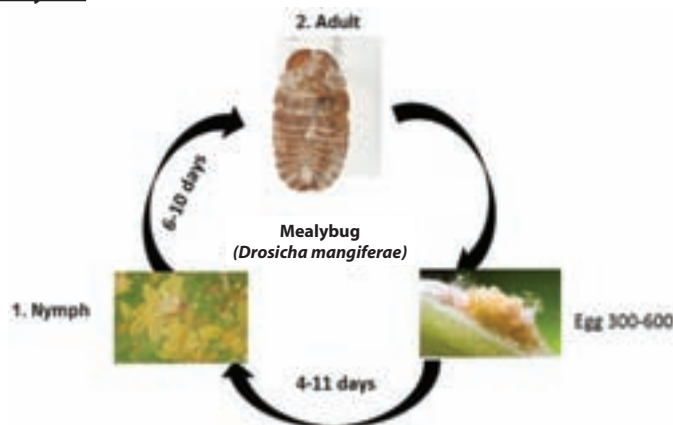 2. Adult
6-10 days
Mealybug
(Drosicha mangiferae)
1. Nymph
Egg 300-600
4-11 days